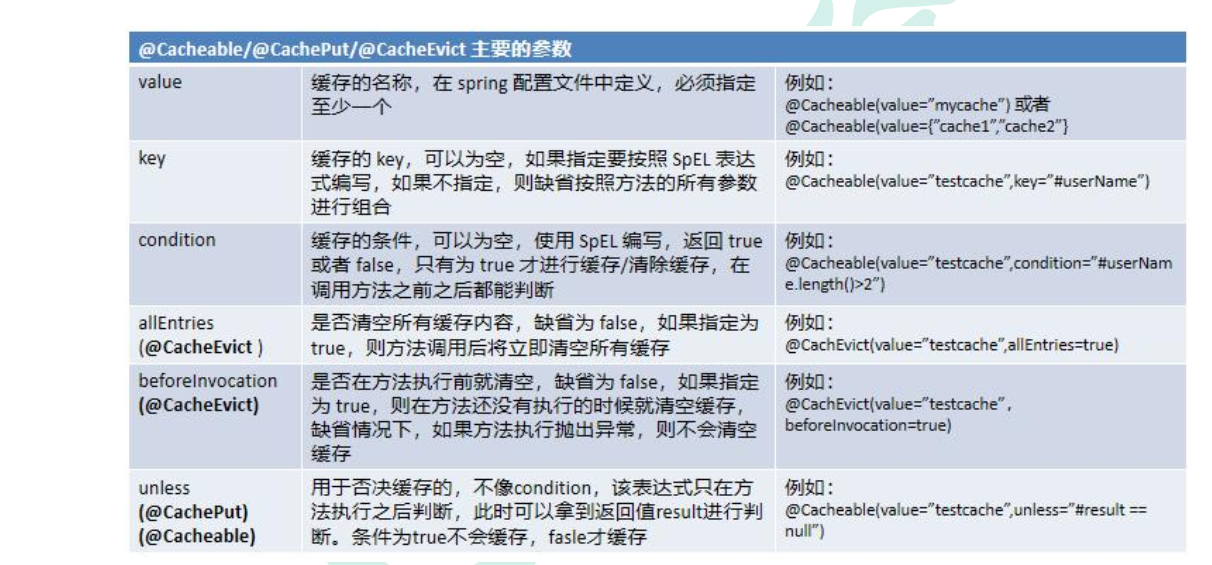 @Cacheable/@CachePut/@CacheEvict 主要的参数
value
缓存的名称，在 spring 配置文件中定义，必须指定
至少一个
例如：
@Cacheable(value=”mycache”) 或者
@Cacheable(value={”cache1”,”cache2”}
key
缓存的 key，可以为空，如果指定要按照 SpEL 表达
式编写，如果不指定，则缺省按照方法的所有参数
进行组合
例如：
@Cacheable(value=”testcache”,key=”#userName”)
condition
缓存的条件，可以为空，使用 SpEL 编写，返回 true
或者 false，只有为 true 才进行缓存/清除缓存，在
调用方法之前之后都能判断
例如：
@Cacheable(value=”testcache”,condition=”#userNam
e.length()>2”)
allEntries
(@CacheEvict )
是否清空所有缓存内容，缺省为 false，如果指定为
true，则方法调用后将立即清空所有缓存
例如：
@CachEvict(value=”testcache”,allEntries=true)
beforeInvocation
(@CacheEvict)
是否在方法执行前就清空，缺省为 false，如果指定
为 true，则在方法还没有执行的时候就清空缓存，
缺省情况下，如果方法执行抛出异常，则不会清空
缓存
例如：
@CachEvict(value=”testcache”，
beforeInvocation=true)
unless
(@CachePut)
(@Cacheable)
用于否决缓存的，不像condition，该表达式只在方
法执行之后判断，此时可以拿到返回值result进行判
断。条件为true不会缓存，fasle才缓存
例如：
@Cacheable(value=”testcache”,unless=”#result ==
null”)